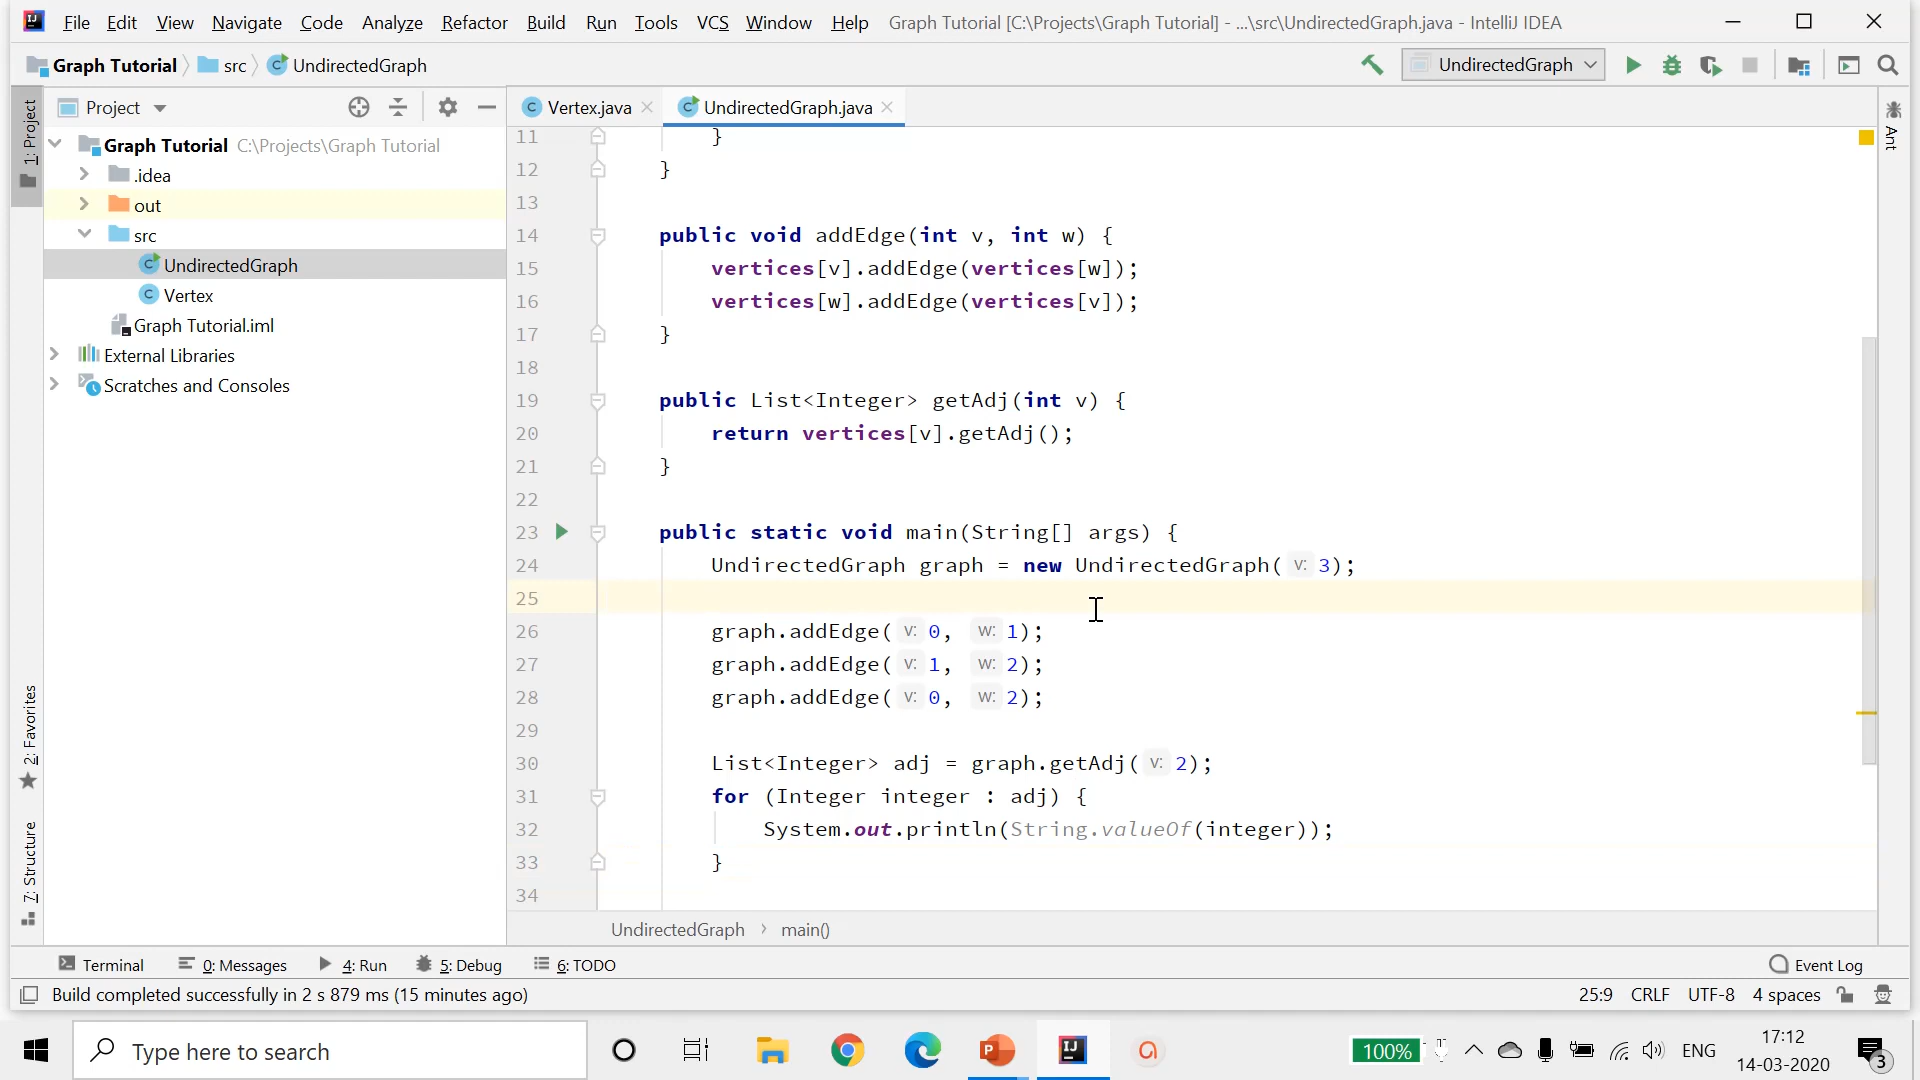 File Edit View Navigate Code Analyze Refactor Build Run Tools VCS Window Help Graph Tutorial [C:\Projects\Graph Tutorial] - ...\src\UndirectedGraph.java - IntelliJ IDEA
Graph Tutorial src UndirectedGraph UndirectedGraph
1: Project
Project
Vertex.java UndirectedGraph.java
Ant
Graph Tutorial C:\Projects\Graph Tutorial
.idea
out
src
UndirectedGraph
Vertex
Graph Tutorial.iml
External Libraries
Scratches and Consoles
2: Favorites
7: Structure
11 }
12 }
13
14 public void addEdge(int v, int w) {
15 vertices[v].addEdge(vertices[w]);
16 vertices[w].addEdge(vertices[v]);
17 }
18
19 public List<Integer> getAdj(int v) {
20 return vertices[v].getAdj();
21 }
22
23 public static void main(String[] args) {
24 UndirectedGraph graph = new UndirectedGraph( v: 3);
25
26 graph.addEdge( v: 0, w: 1);
27 graph.addEdge( v: 1, w: 2);
28 graph.addEdge( v: 0, w: 2);
29
30 List<Integer> adj = graph.getAdj( v: 2);
31 for (Integer integer : adj) {
32 System.out.println(String.valueOf(integer));
33 }
34
UndirectedGraph main()
Terminal 0: Messages 4: Run 5: Debug 6: TODO Event Log
Build completed successfully in 2 s 879 ms (15 minutes ago) 25:9 CRLF UTF-8 4 spaces
Type here to search 100% ENG 17:12
14-03-2020 3